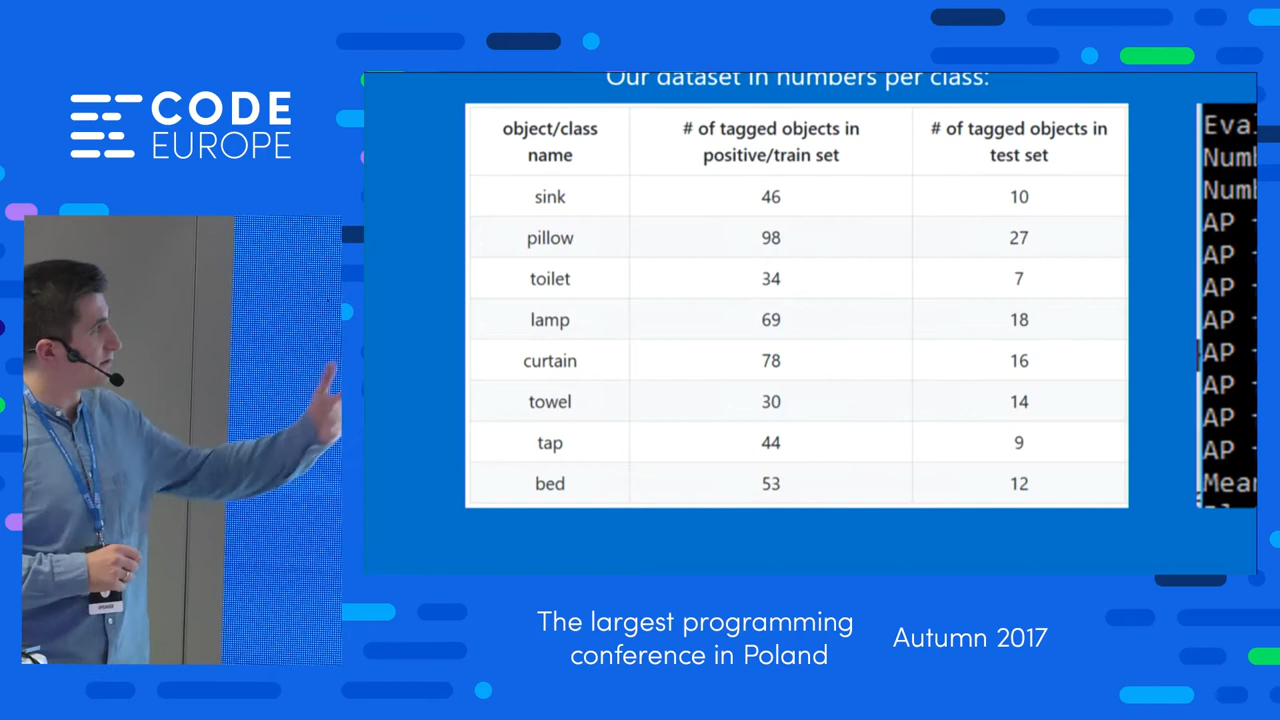 CODE
EUROPE
Our dataset in numbers per class:
object/class name | # of tagged objects in positive/train set | # of tagged objects in test set
sink | 46 | 10
pillow | 98 | 27
toilet | 34 | 7
lamp | 69 | 18
curtain | 78 | 16
towel | 30 | 14
tap | 44 | 9
bed | 53 | 12
AP
AP
AP
AP
AP
AP
AP
AP
SPEAKER
The largest programming
conference in Poland
Autumn 2017